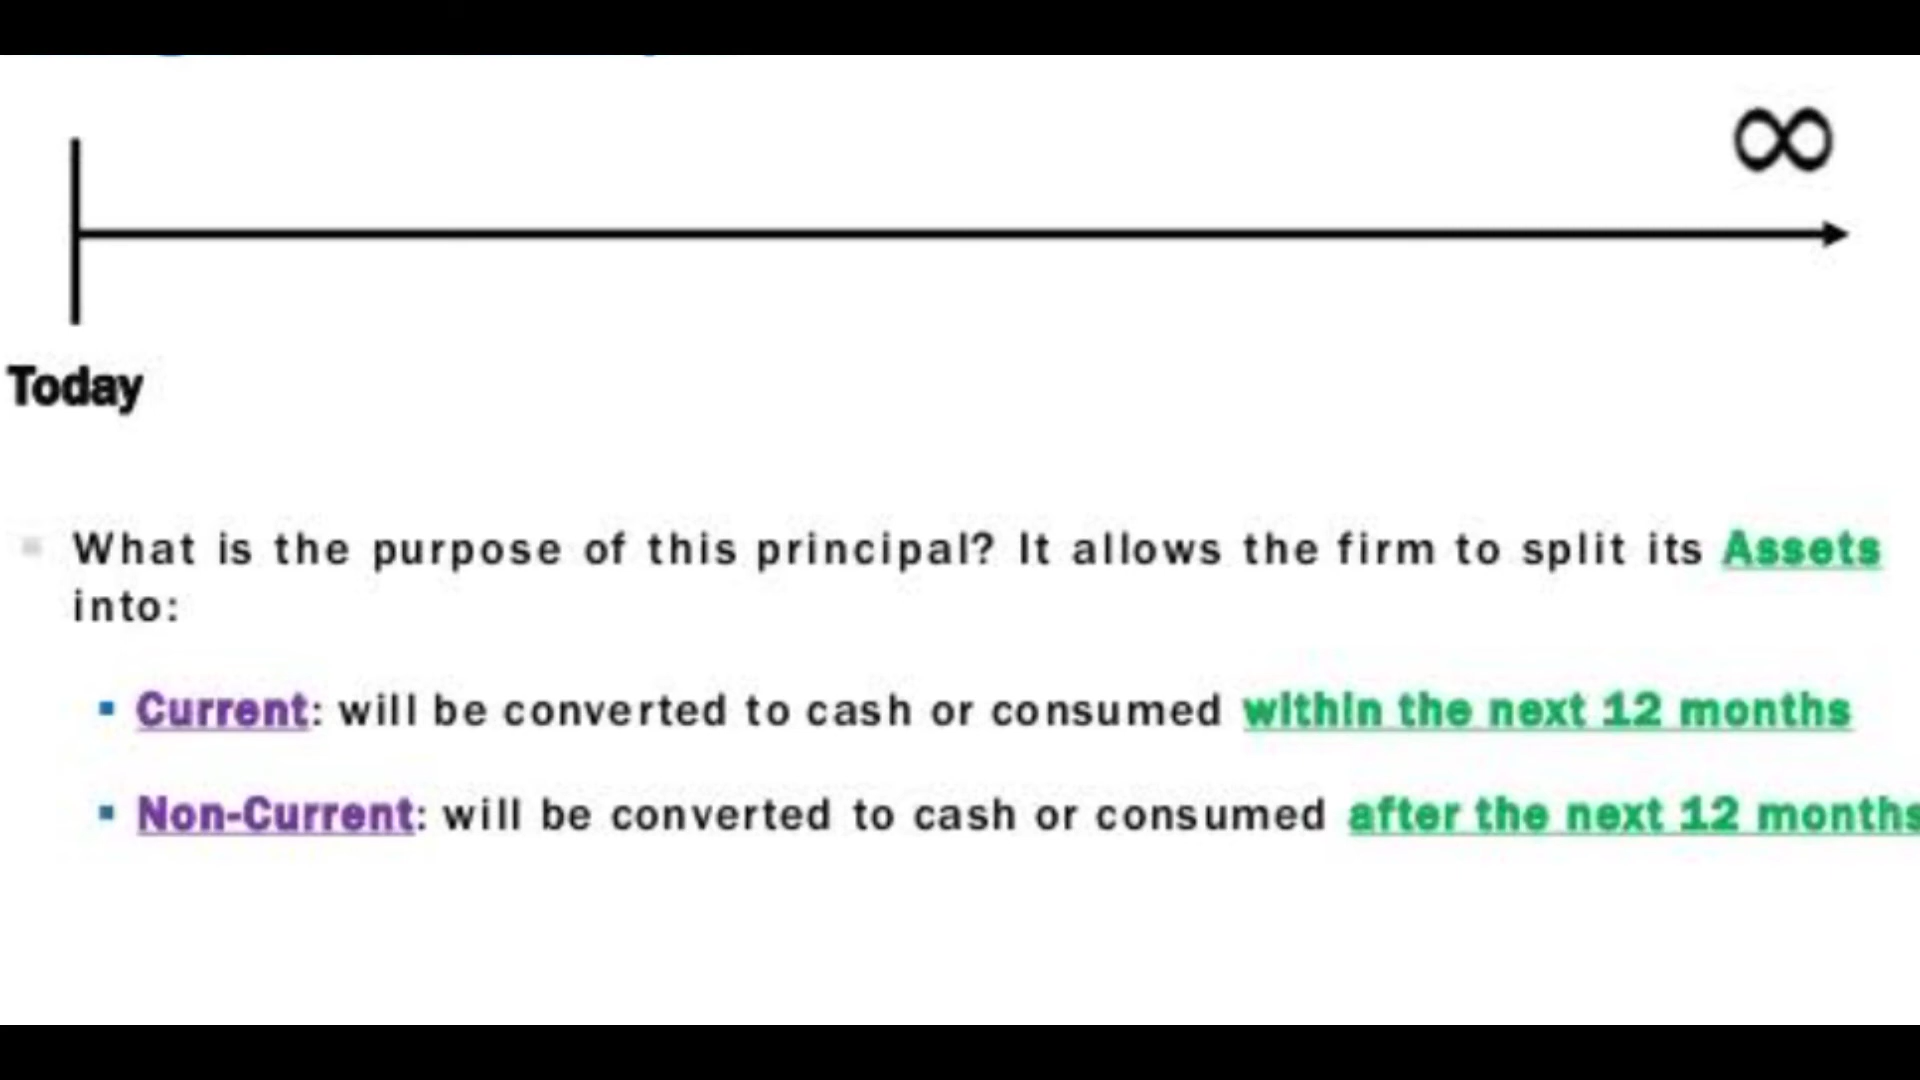 ∞
Today
What is the purpose of this principal? It allows the firm to split its Assets
into:
Current: will be converted to cash or consumed within the next 12 months
Non-Current: will be converted to cash or consumed after the next 12 months